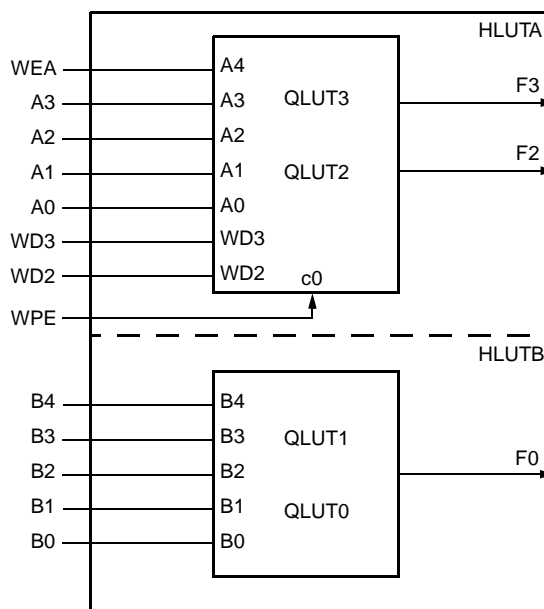 HLUTA
WEA A4
A3 A3 QLUT3 F3
A2 A2
A1 A1 QLUT2 F2
A0 A0
WD3 WD3
WD2 WD2 c0
WPE
HLUTB
B4 B4
B3 B3 QLUT1
B2 B2 F0
B1 B1 QLUT0
B0 B0